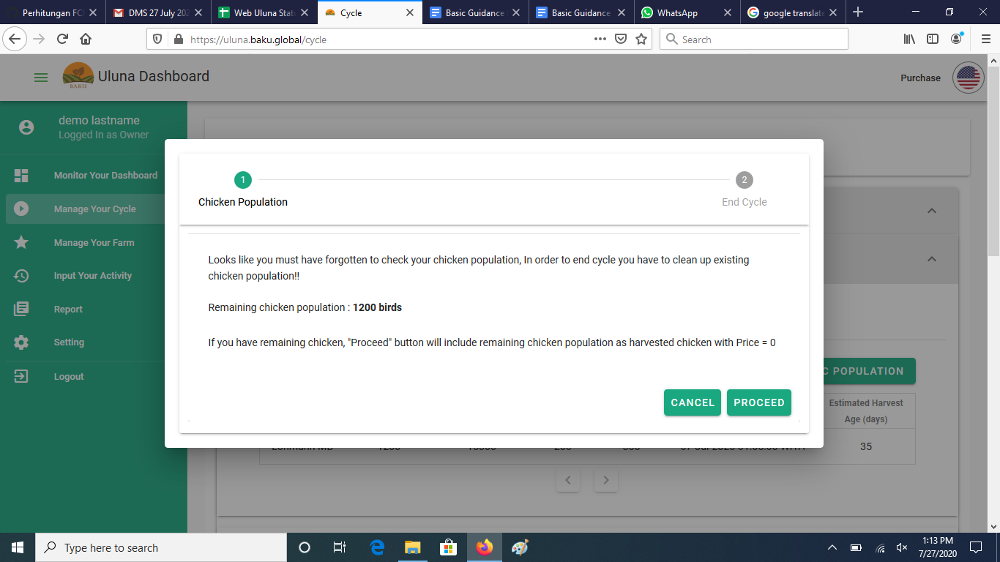 Perhitungan FC
DMS 27 July 202
Web Uluna Stat
Cycle
Basic Guidance
Basic Guidance
WhatsApp
google translate
https://uluna.baku.global/cycle
Search
BAKU
Uluna Dashboard
Purchase
demo lastname
Logged In as Owner
Monitor Your Dashboard
Manage Your Cycle
Manage Your Farm
Input Your Activity
Report
Setting
Logout
1
2
Chicken Population
End Cycle
Looks like you must have forgotten to check your chicken population, In order to end cycle you have to clean up existing
chicken population!!
Remaining chicken population : 1200 birds
If you have remaining chicken, "Proceed" button will include remaining chicken population as harvested chicken with Price = 0
CANCEL
PROCEED
C POPULATION
Estimated Harvest
Age (days)
35
Type here to search
1:13 PM
7/27/2020